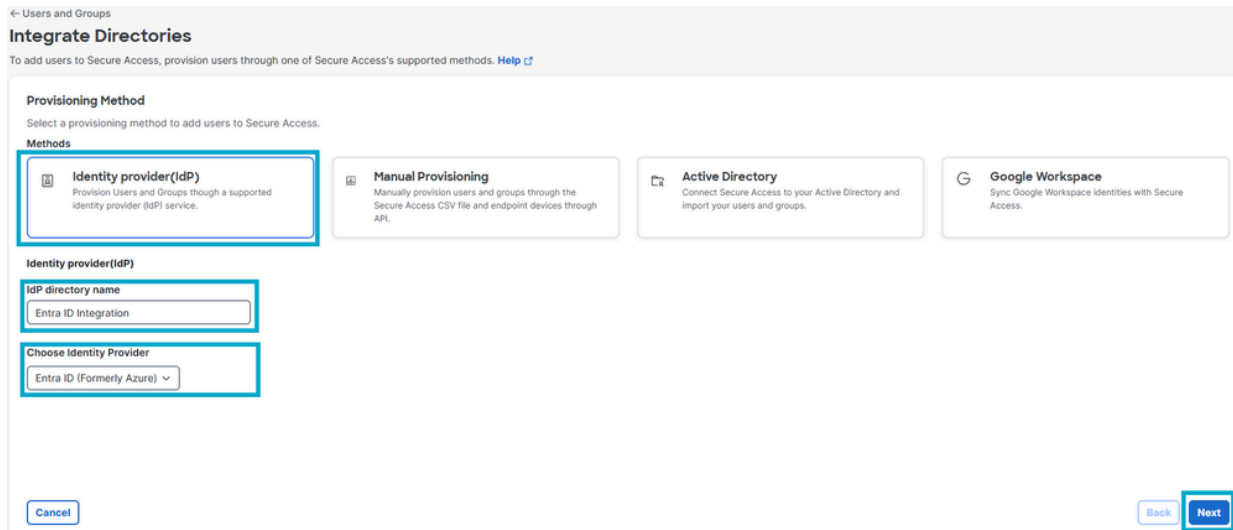 ← Users and Groups
Integrate Directories
To add users to Secure Access, provision users through one of Secure Access's supported methods. Help
Provisioning Method
Select a provisioning method to add users to Secure Access.
Methods
Identity provider(IdP)
Provision Users and Groups though a supported
identity provider (IdP) service.
Manual Provisioning
Manually provision users and groups through the
Secure Access CSV file and endpoint devices through
API.
Active Directory
Connect Secure Access to your Active Directory and
import your users and groups.
Google Workspace
Sync Google Workspace identities with Secure
Access.
Identity provider(IdP)
IdP directory name
Entra ID Integration
Choose Identity Provider
Entra ID (Formerly Azure)
Cancel
Back
Next